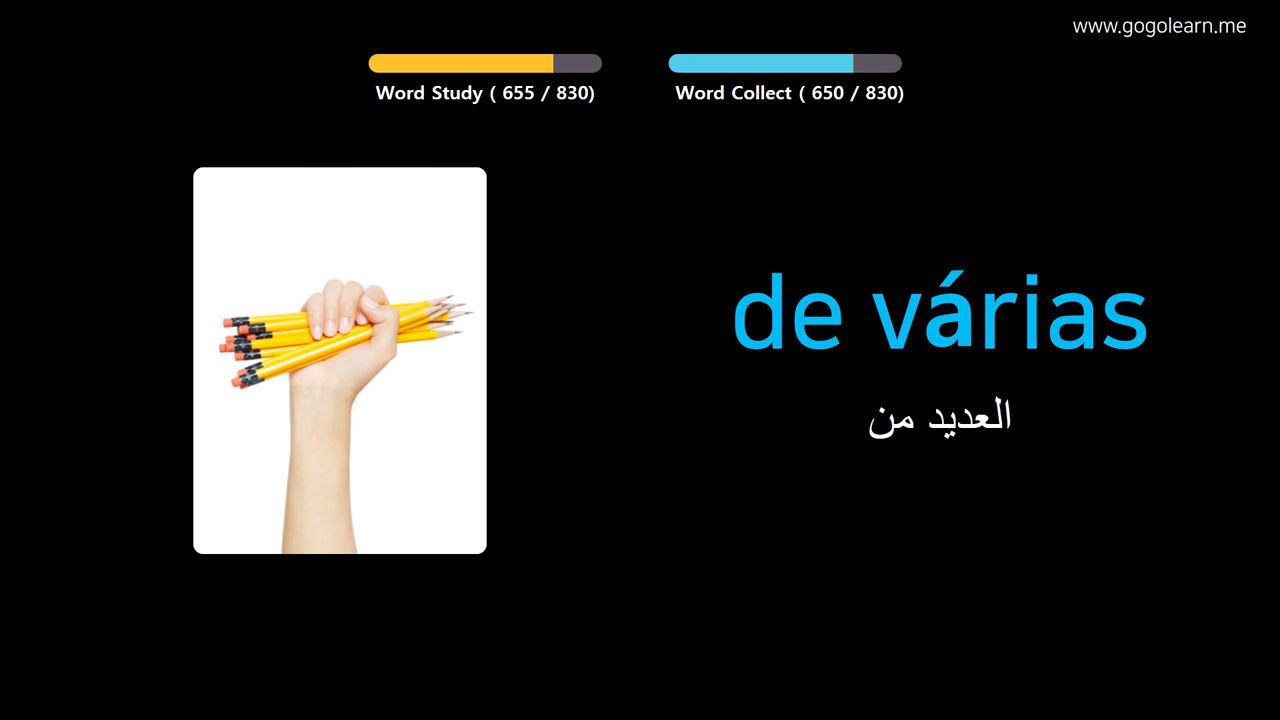 www.gogolearn.me
Word Study ( 655 / 830)
Word Collect ( 650 / 830)
de várias
العديد من